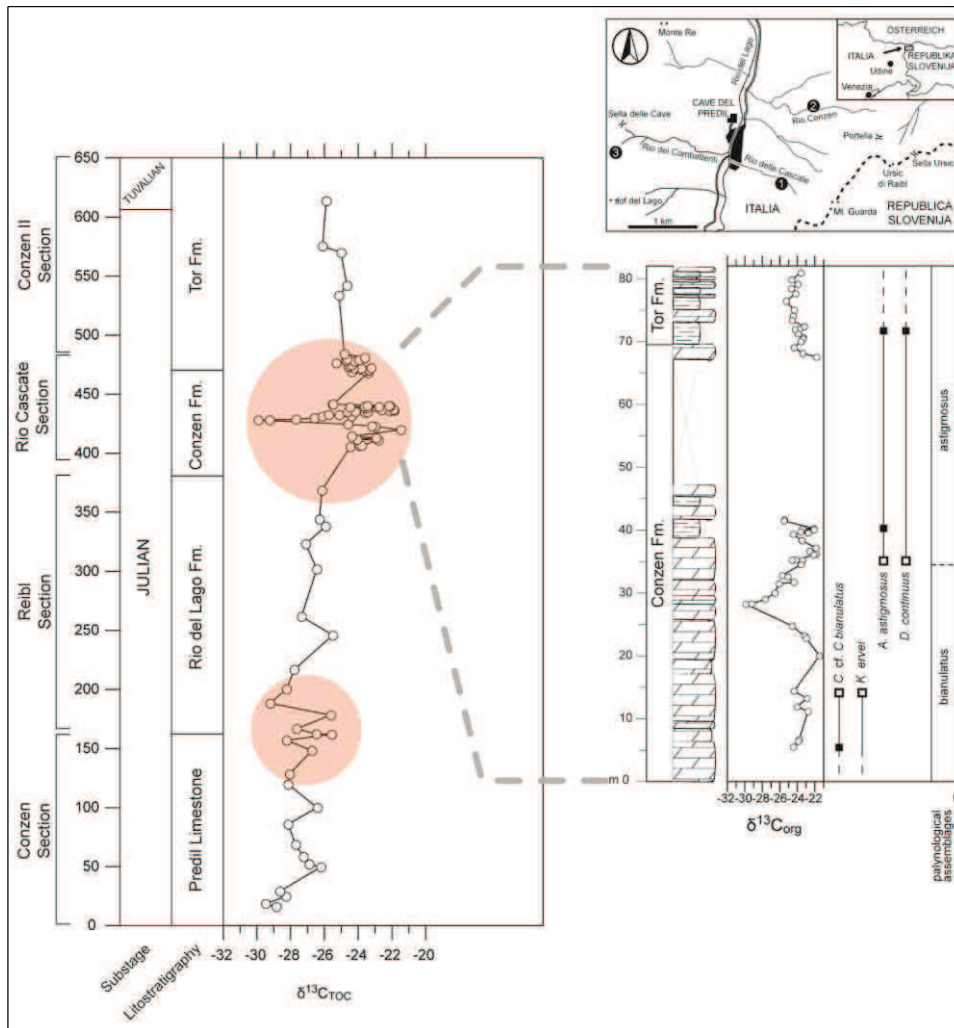 Monte Re
Rio del Lago
ÖSTERREICH
ITALIA
REPUBLIKA
SLOVENIJA
Udine
Venezia
Sella delle Cave
CAVE DEL
PREDIL
2
Rio Conzen
Portella
3
Rio dei Combattenti
Rio delle Cascate
1
Sella Ursic
Ursic
di Raibl
Mt. Guarda
ITALIA
REPUBLICA
SLOVENIJA
1 km
TUVALIAN
JULIAN
650
600
550
500
450
400
350
300
250
200
150
100
50
0
Conzen II
Section
Rio Cascate
Section
Reibl
Section
Conzen
Section
Tor Fm.
Conzen Fm.
Rio del Lago Fm.
Predil Limestone
-32 -30 -28 -26 -24 -22 -20
δ13CTOC
Substage
Litostratigraphy
Tor Fm.
Conzen Fm.
80
70
60
50
40
30
20
10
m 0
-32 -30 -28 -26 -24 -22
δ13Corg
C. cf. C bianulatus
K. ervei
A. astigmosus
D. continuus
astigmosus
bianulatus
palynological
assemblages